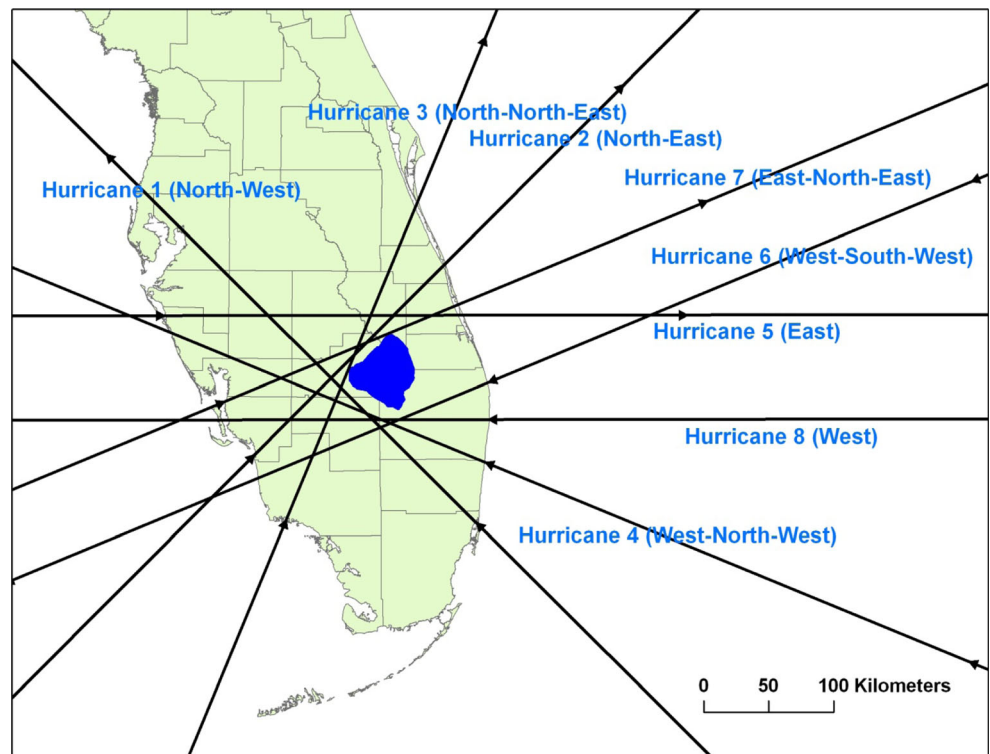 Hurricane 3 (North-North-East)
Hurricane 2 (North-East)
Hurricane 7 (East-North-East)
Hurricane 1 (North-West)
Hurricane 6 (West-South-West)
Hurricane 5 (East)
Hurricane 8 (West)
Hurricane 4 (West-North-West)
0 50 100 Kilometers